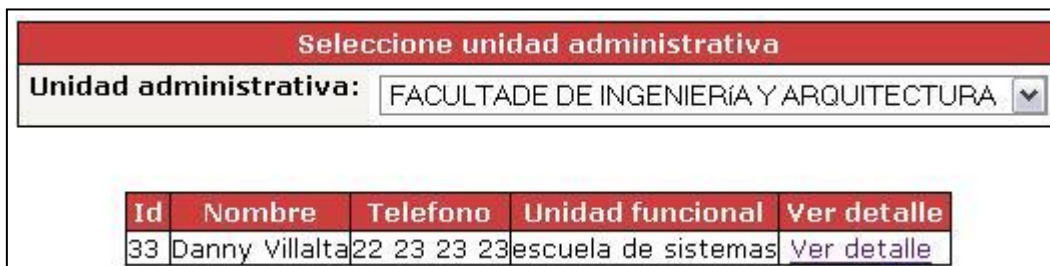 Seleccione unidad administrativa
Unidad administrativa: FACULTADE DE INGENIERíA Y ARQUITECTURA
Id Nombre Telefono Unidad funcional Ver detalle
33 Danny Villalta 22 23 23 23 escuela de sistemas Ver detalle